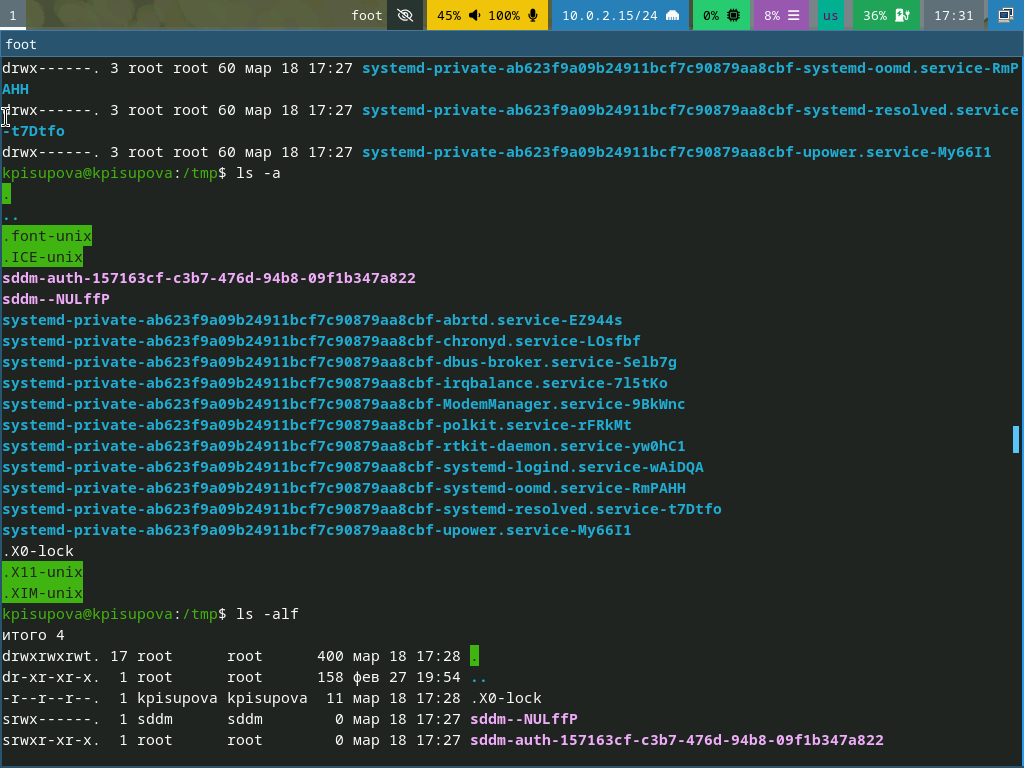 1 foot 45% 100% 10.0.2.15/24 0% 8% us 36% 17:31
foot
drwx------. 3 root root 60 мар 18 17:27 systemd-private-ab623f9a09b24911bcf7c90879aa8cbf-systemd-oomd.service-RmP
AHH
drwx------. 3 root root 60 мар 18 17:27 systemd-private-ab623f9a09b24911bcf7c90879aa8cbf-systemd-resolved.service
-t7Dtfo
drwx------. 3 root root 60 мар 18 17:27 systemd-private-ab623f9a09b24911bcf7c90879aa8cbf-upower.service-My66I1
kpisupova@kpisupova:/tmp$ ls -a
.
..
.font-unix
.ICE-unix
sddm-auth-157163cf-c3b7-476d-94b8-09f1b347a822
sddm--NULffP
systemd-private-ab623f9a09b24911bcf7c90879aa8cbf-abrtd.service-EZ944s
systemd-private-ab623f9a09b24911bcf7c90879aa8cbf-chronyd.service-LOsfbf
systemd-private-ab623f9a09b24911bcf7c90879aa8cbf-dbus-broker.service-Selb7g
systemd-private-ab623f9a09b24911bcf7c90879aa8cbf-irqbalance.service-7l5tKo
systemd-private-ab623f9a09b24911bcf7c90879aa8cbf-ModemManager.service-9BkWnc
systemd-private-ab623f9a09b24911bcf7c90879aa8cbf-polkit.service-rFRkMt
systemd-private-ab623f9a09b24911bcf7c90879aa8cbf-rtkit-daemon.service-yw0hC1
systemd-private-ab623f9a09b24911bcf7c90879aa8cbf-systemd-logind.service-wAiDQA
systemd-private-ab623f9a09b24911bcf7c90879aa8cbf-systemd-oomd.service-RmPAHH
systemd-private-ab623f9a09b24911bcf7c90879aa8cbf-systemd-resolved.service-t7Dtfo
systemd-private-ab623f9a09b24911bcf7c90879aa8cbf-upower.service-My66I1
.X0-lock
.X11-unix
.XIM-unix
kpisupova@kpisupova:/tmp$ ls -alf
итого 4
drwxrwxrwt. 17 root      root      400 мар 18 17:28 .
dr-xr-xr-x.  1 root      root      158 фев 27 19:54 ..
-r--r--r--.  1 kpisupova kpisupova  11 мар 18 17:28 .X0-lock
srwx------.  1 sddm      sddm        0 мар 18 17:27 sddm--NULffP
srwxr-xr-x.  1 root      root        0 мар 18 17:27 sddm-auth-157163cf-c3b7-476d-94b8-09f1b347a822